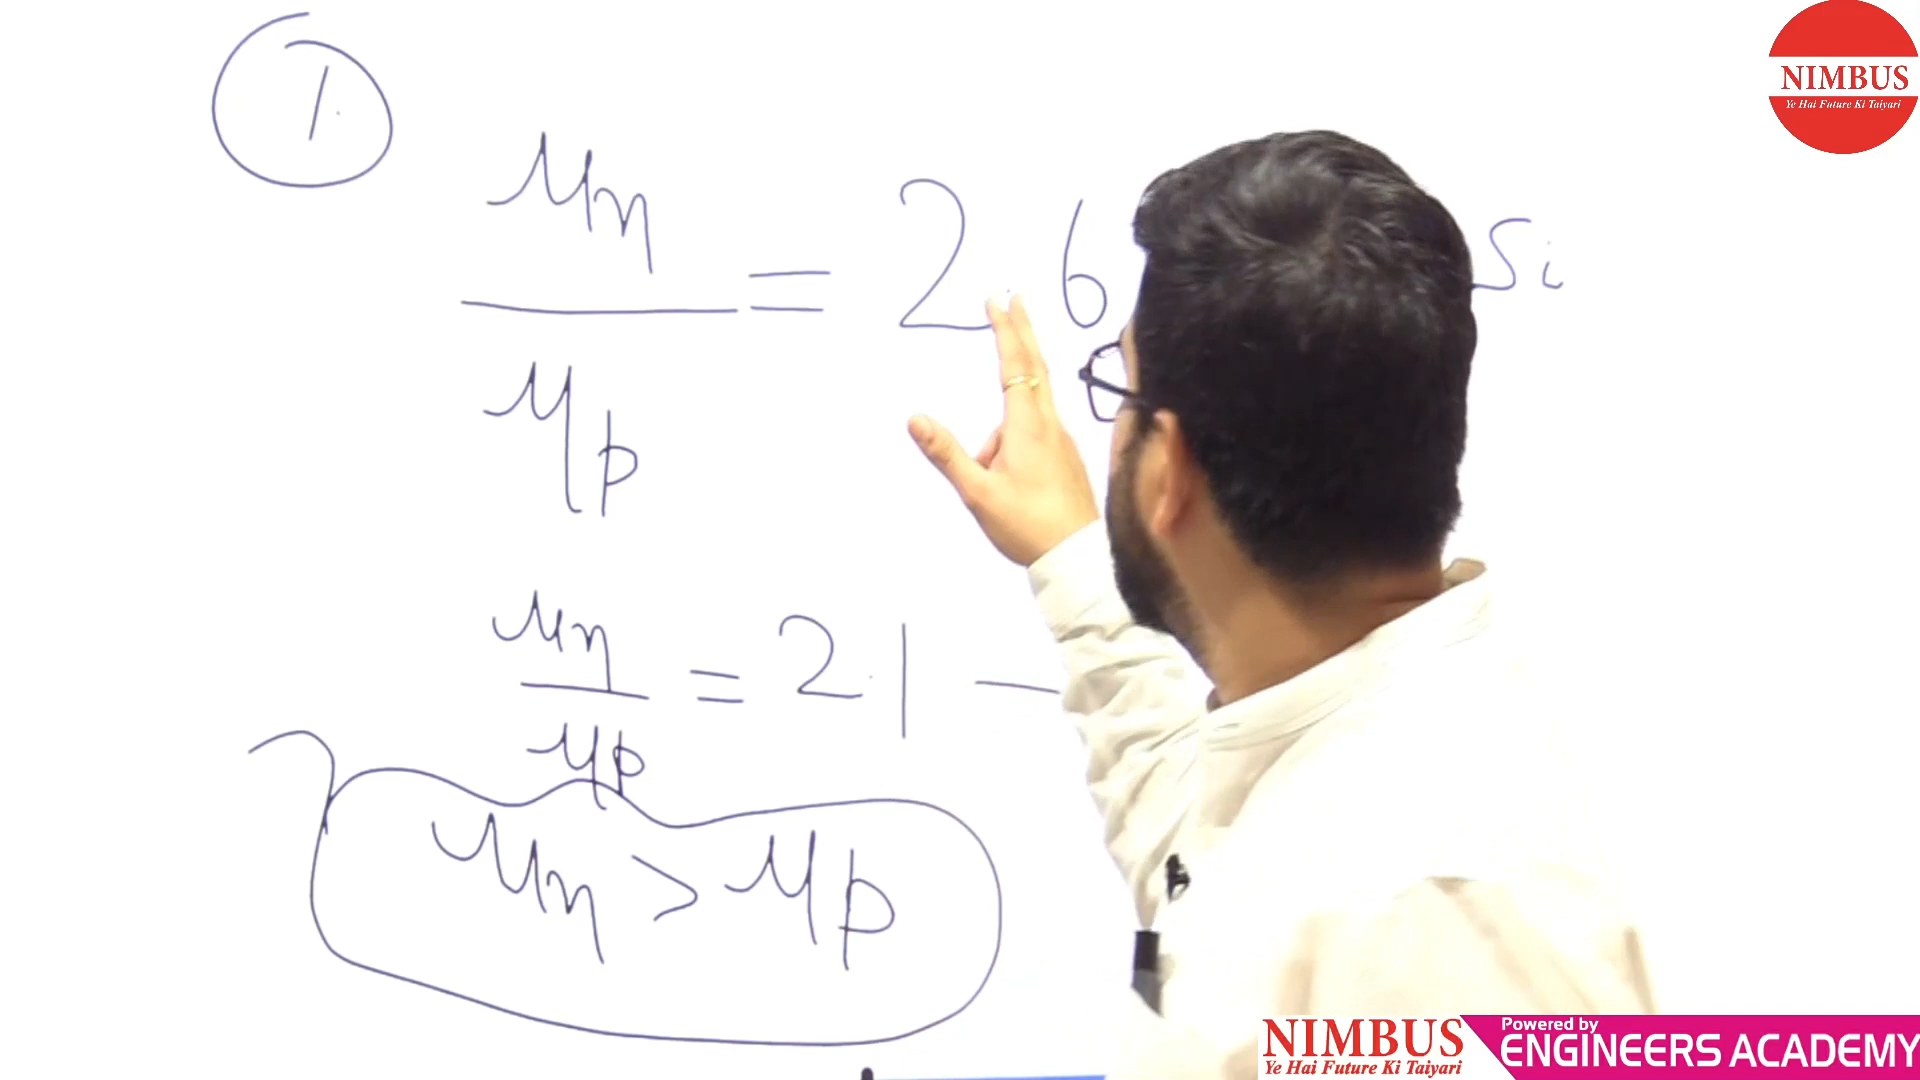 1.
NIMBUS
Ye Hai Future Ki Taiyari
μn
— = 2.6 Si
μp
μn
— = 2.1 —
μp
μn > μp
NIMBUS
Ye Hai Future Ki Taiyari
Powered by
ENGINEERS ACADEMY